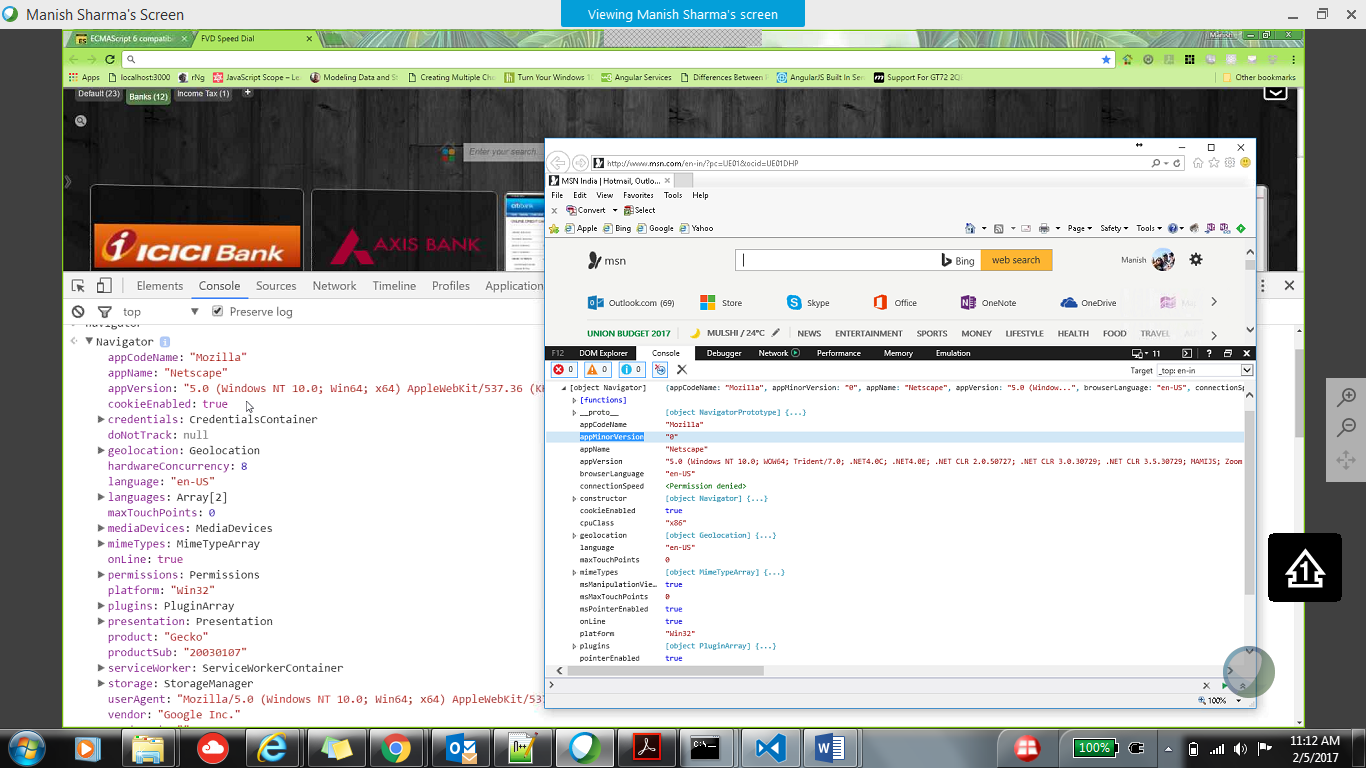 Manish Sharma's Screen
Viewing Manish Sharma's screen
ECMAScript 6 compatib
FVD Speed Dial
Manish
Apps
localhost:3000
rNg
JavaScript Scope – Le
Modeling Data and S
Creating Multiple Ch
Turn Your Windows 1
Angular Services
Differences Between
AngularJS Built In Ser
Support For GT72 2Q
Other bookmarks
Default (23)
Banks (12)
Income Tax (1)
+
Enter your search...
ICICI Bank
AXIS BANK
citibank
http://www.msn.com/en-in/?pc=UE01&ocid=UE01DHP
MSN India | Hotmail, Outlo...
File Edit View Favorites Tools Help
x Convert Select
Apple Bing Google Yahoo
Page Safety Tools
msn
Bing
web search
Manish
Outlook.com (69)
Store
Skype
Office
OneNote
OneDrive
UNION BUDGET 2017
MULSHI / 24°C
NEWS ENTERTAINMENT SPORTS MONEY LIFESTYLE HEALTH FOOD TRAVEL
Elements Console Sources Network Timeline Profiles Application
top
Preserve log
navigator
Navigator
appCodeName: "Mozilla"
appName: "Netscape"
appVersion: "5.0 (Windows NT 10.0; Win64; x64) AppleWebKit/537.36 (K
cookieEnabled: true
credentials: CredentialsContainer
doNotTrack: null
geolocation: Geolocation
hardwareConcurrency: 8
language: "en-US"
languages: Array[2]
maxTouchPoints: 0
mediaDevices: MediaDevices
mimeTypes: MimeTypeArray
onLine: true
permissions: Permissions
platform: "Win32"
plugins: PluginArray
presentation: Presentation
product: "Gecko"
productSub: "20030107"
serviceWorker: ServiceWorkerContainer
storage: StorageManager
userAgent: "Mozilla/5.0 (Windows NT 10.0; Win64; x64) AppleWebKit/537
vendor: "Google Inc."
F12 DOM Explorer Console Debugger Network Performance Memory Emulation 11 ?
0 0 0
Target _top: en-in
[object Navigator] {appCodeName: "Mozilla", appMinorVersion: "0", appName: "Netscape", appVersion: "5.0 (Window...", browserLanguage: "en-US", connectionSp
[functions]
__proto__ [object NavigatorPrototype] {...}
appCodeName "Mozilla"
appMinorVersion "0"
appName "Netscape"
appVersion "5.0 (Windows NT 10.0; WOW64; Trident/7.0; .NET4.0C; .NET4.0E; .NET CLR 2.0.50727; .NET CLR 3.0.30729; .NET CLR 3.5.30729; MAMIJS; Zoom
browserLanguage "en-US"
connectionSpeed <Permission denied>
constructor [object Navigator] {...}
cookieEnabled true
cpuClass "x86"
geolocation [object Geolocation] {...}
language "en-US"
maxTouchPoints 0
mimeTypes [object MimeTypeArray] {...}
msManipulationVie... true
msMaxTouchPoints 0
msPointerEnabled true
onLine true
platform "Win32"
plugins [object PluginArray] {...}
pointerEnabled true
100%
1
100%
11:12 AM
2/5/2017